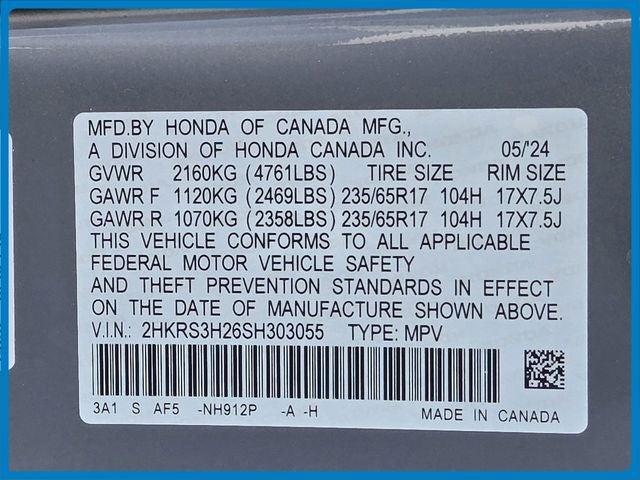 MFD.BY HONDA OF CANADA MFG.,
A DIVISION OF HONDA CANADA INC. 05/'24
GVWR 2160KG (4761LBS) TIRE SIZE RIM SIZE
GAWR F 1120KG (2469LBS) 235/65R17 104H 17X7.5J
GAWR R 1070KG (2358LBS) 235/65R17 104H 17X7.5J
THIS VEHICLE CONFORMS TO ALL APPLICABLE
FEDERAL MOTOR VEHICLE SAFETY
AND THEFT PREVENTION STANDARDS IN EFFECT
ON THE DATE OF MANUFACTURE SHOWN ABOVE.
V.I.N.: 2HKRS3H26SH303055 TYPE: MPV
3A1 S AF5 -NH912P -A -H MADE IN CANADA